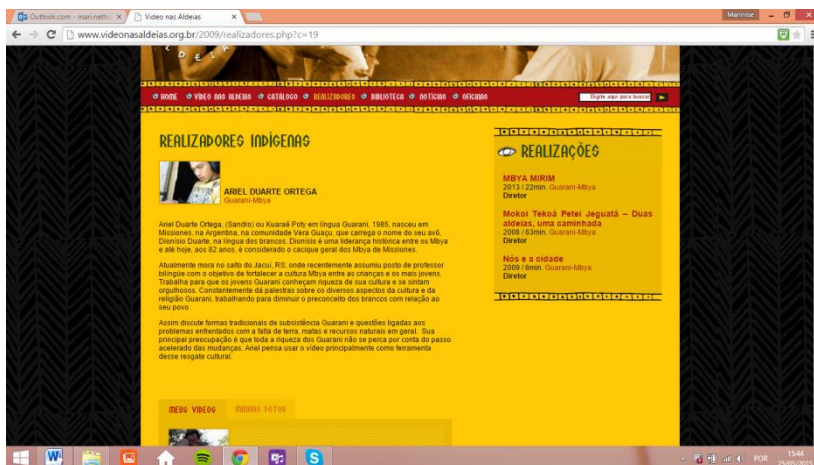 Outlook.com - mari.netto
Video nas Aldeias
Marinilse
www.videonasaldeias.org.br/2009/realizadores.php?c=19
D E I A
HOME VÍDEO NAS ALDEIAS CATÁLOGO REALIZADORES BIBLIOTECA NOTÍCIAS OFICINAS
Digite aqui para buscar
REALIZADORES INDÍGENAS
ARIEL DUARTE ORTEGA
Guarani-Mbya
Ariel Duarte Ortega, (Sandro) ou Kuaraê Poty em língua Guarani, 1985, nasceu em
Missiones, na Argentina, na comunidade Vera Guaçu, que carrega o nome do seu avô,
Dionísio Duarte, na língua dos brancos. Dionísio é uma liderança histórica entre os Mbya
e até hoje, aos 82 anos, é considerado o cacique geral dos Mbya de Missiones.
Atualmente mora no salto do Jacuí, RS, onde recentemente assumiu posto de professor
bilíngüe com o objetivo de fortalecer a cultura Mbya entre as crianças e os mais jovens.
Trabalha para que os jovens Guarani conheçam riqueza de sua cultura e se sintam
orgulhosos. Constantemente dá palestras sobre os diversos aspectos da cultura e da
religião Guarani, trabalhando para diminuir o preconceito dos brancos com relação ao
seu povo.
Assim discute formas tradicionais de subsistência Guarani e questões ligadas aos
problemas enfrentados com a falta de terra, matas e recursos naturais em geral. Sua
principal preocupação é que toda a riqueza dos Guarani não se perca por conta do passo
acelerado das mudanças. Ariel pensa usar o vídeo principalmente como ferramenta
desse resgate cultural.
MEUS VIDEOS MINHAS FOTOS
REALIZAÇÕES
MBYA MIRIM
2013 / 22min. Guarani-Mbya
Diretor
Mokoi Tekoá Petei Jeguatá – Duas
aldeias, uma caminhada
2008 / 63min. Guarani-Mbya
Diretor
Nós e a cidade
2009 / 6min. Guarani-Mbya
Diretor
POR
15:44
25/05/2015